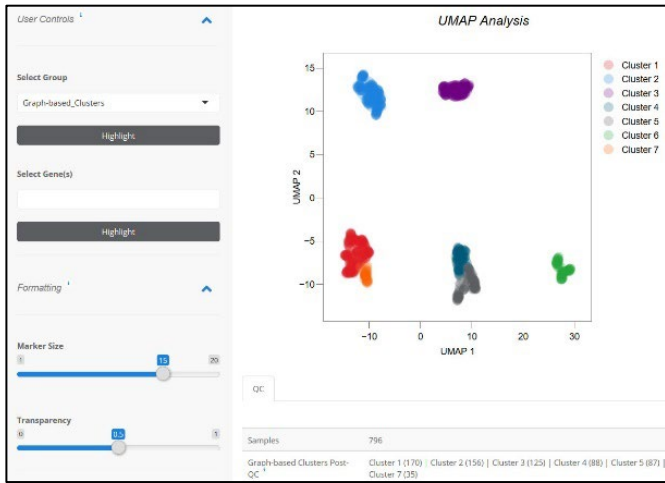 User Controls i
Select Group
Graph-based_Clusters
Highlight
Select Gene(s)
Highlight
Formatting i
Marker Size
1 15 20
Transparency
0 0.5 1
UMAP Analysis
15
10
5
0
−5
−10
UMAP 2
−10 0 10 20 30
UMAP 1
Cluster 1
Cluster 2
Cluster 3
Cluster 4
Cluster 5
Cluster 6
Cluster 7
QC
Samples 796
Graph-based Clusters Post- Cluster 1 (170) | Cluster 2 (156) | Cluster 3 (125) | Cluster 4 (88) | Cluster 5 (87) |
QC i Cluster 7 (35)